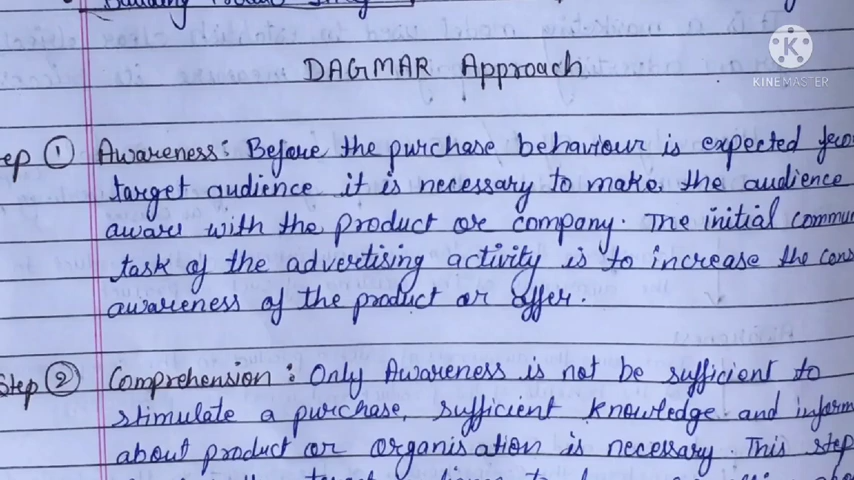 DAGMAR Approach
KINEMASTER
Step ① Awareness: Before the purchase behaviour is expected
target audience it is necessary to make the audience
aware with the product or company. The initial
task of the advertising activity is to increase the
awareness of the product or offer.
Step ② Comprehension: Only Awareness is not be sufficient to
stimulate a purchase, sufficient knowledge and
about product or organisation is necessary. This step